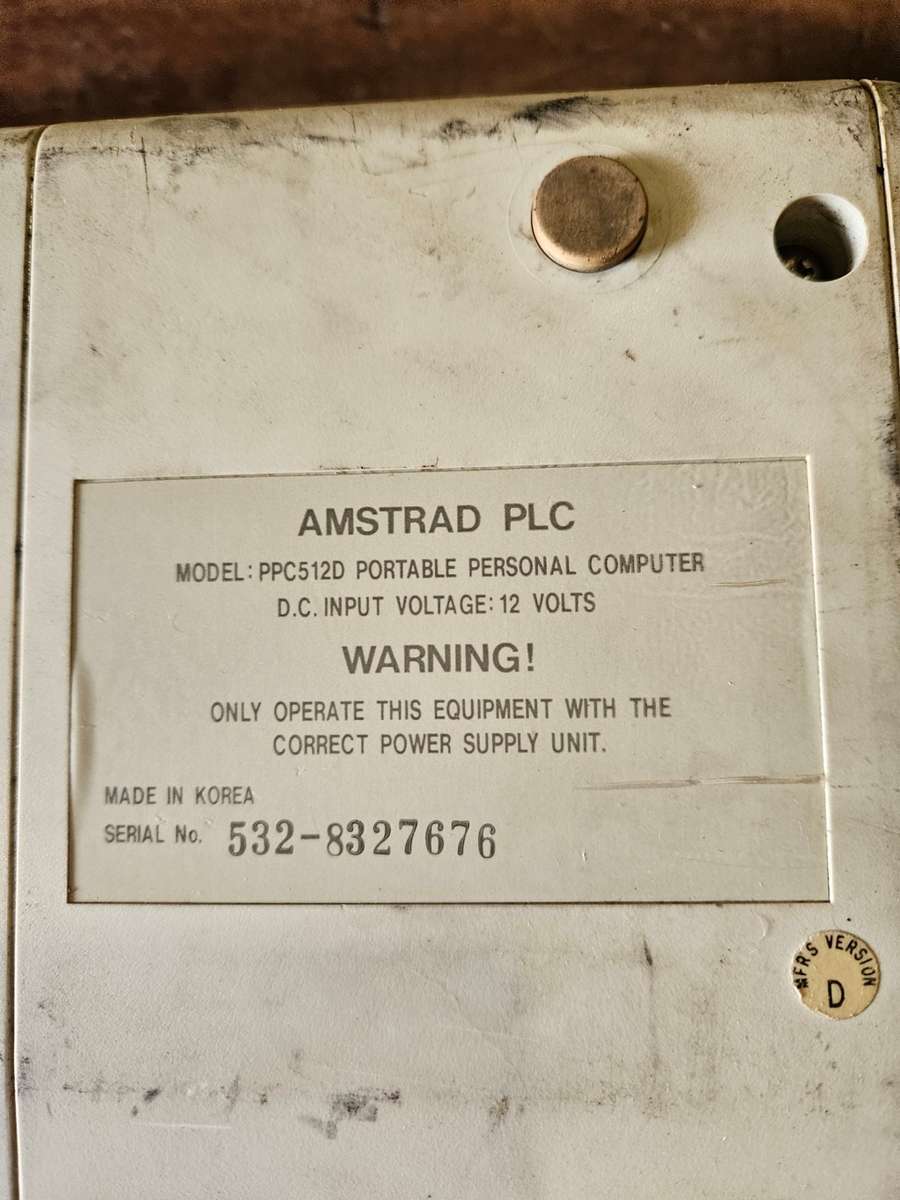 AMSTRAD PLC
MODEL: PPC512D PORTABLE PERSONAL COMPUTER
D.C. INPUT VOLTAGE: 12 VOLTS
WARNING!
ONLY OPERATE THIS EQUIPMENT WITH THE
CORRECT POWER SUPPLY UNIT.
MADE IN KOREA
SERIAL No. 532-8327676
MFR'S VERSION
D